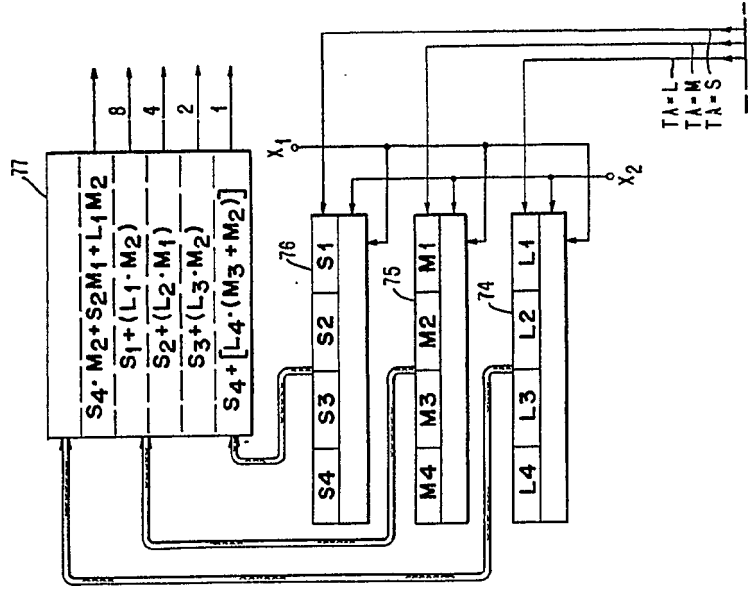 77
S4·M2+S2M1+L1M2
S1+(L1·M2)
S2+(L2·M1)
S3+(L3·M2)
S4+[L4·(M3+M2)]
8
4
2
1
X1
X2
76
S4 S3 S2 S1
75
M4 M3 M2 M1
74
L4 L3 L2 L1
TA=L
TA=M
TA=S